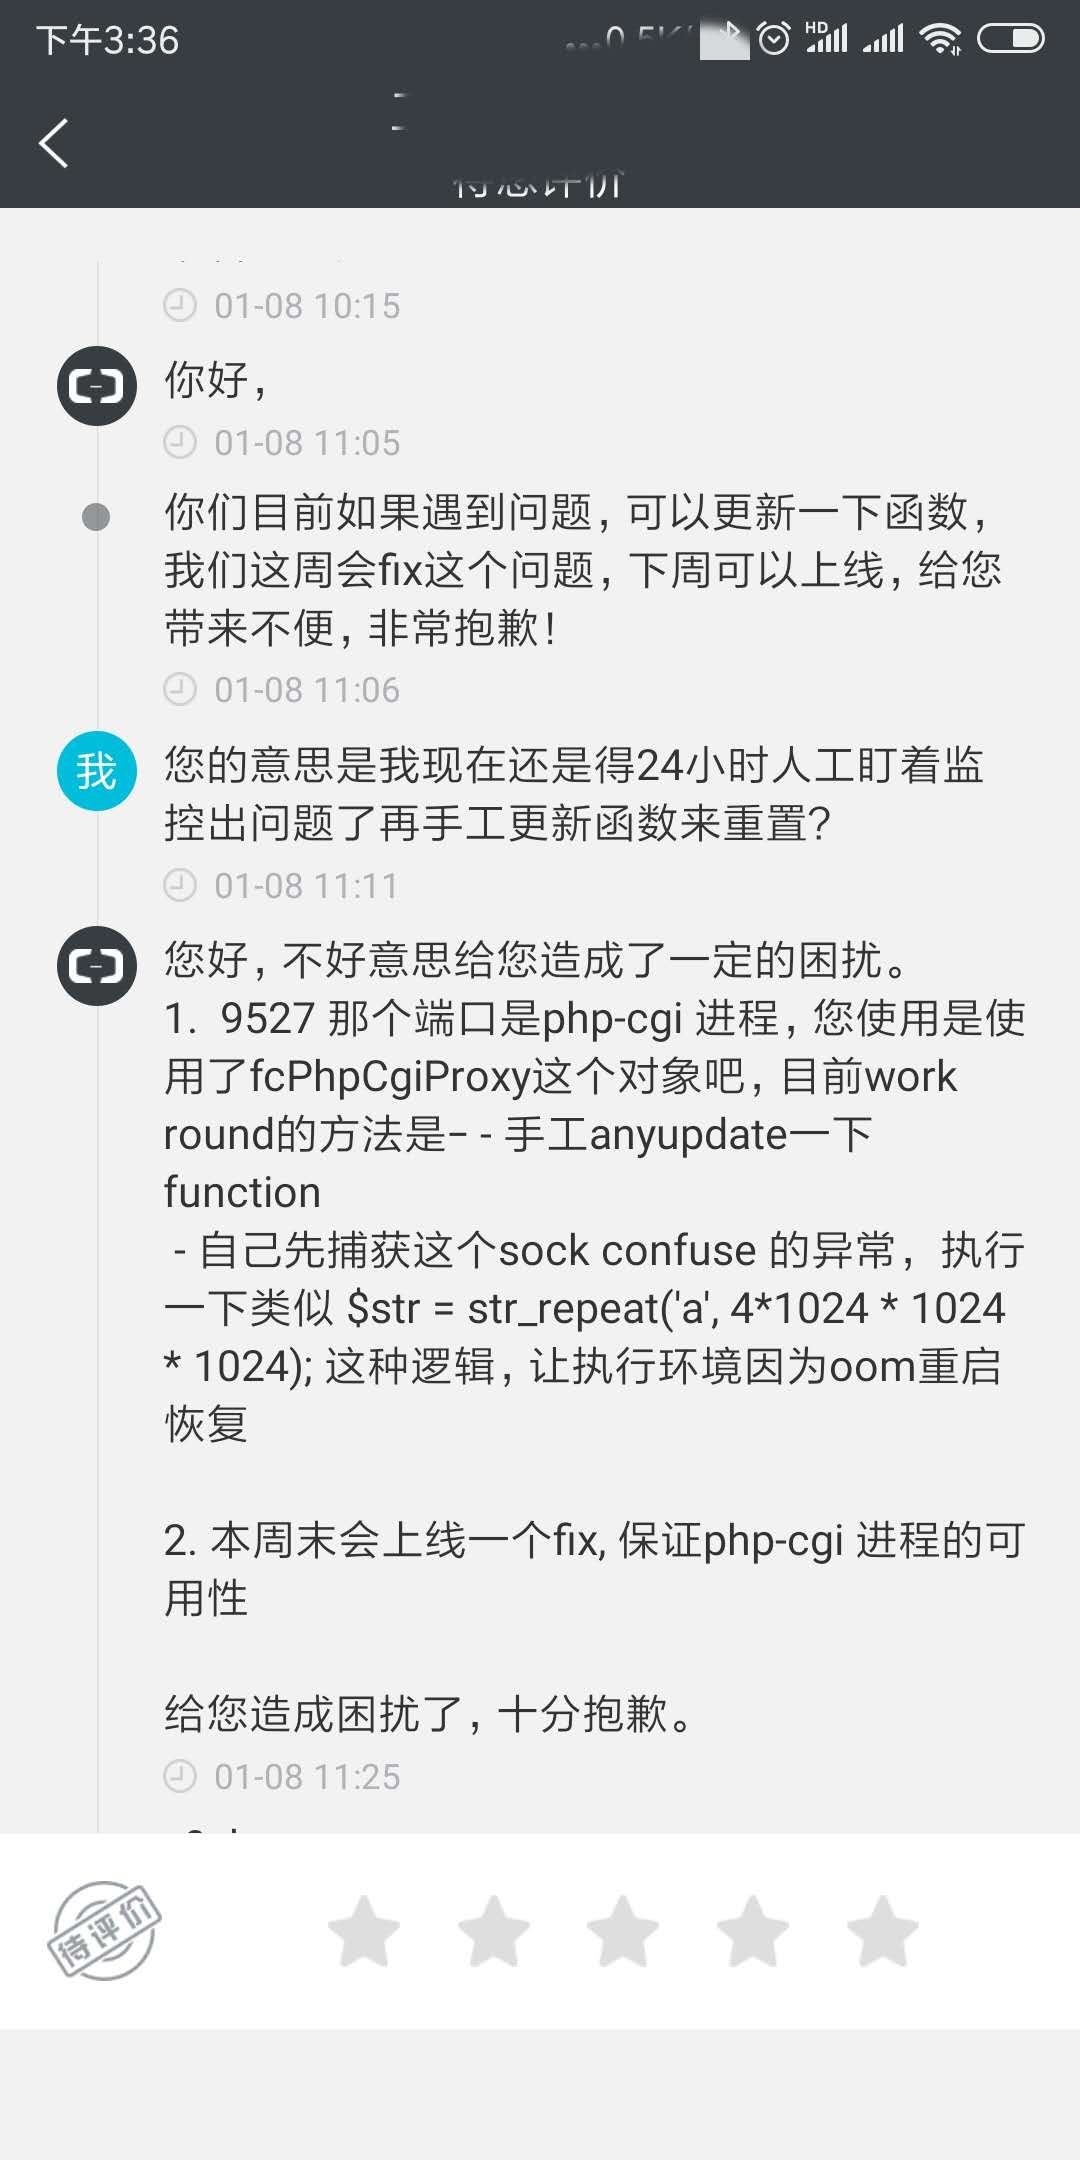 下午3:36
HD
01-08 10:15
你好，
01-08 11:05
你们目前如果遇到问题，可以更新一下函数，
我们这周会fix这个问题，下周可以上线，给您
带来不便，非常抱歉！
01-08 11:06
我
您的意思是我现在还是得24小时人工盯着监
控出问题了再手工更新函数来重置？
01-08 11:11
您好，不好意思给您造成了一定的困扰。
1. 9527 那个端口是php-cgi 进程，您使用是使
用了fcPhpCgiProxy这个对象吧，目前work
round的方法是– - 手工anyupdate一下
function
- 自己先捕获这个sock confuse 的异常，执行
一下类似 $str = str_repeat('a', 4*1024 * 1024
* 1024); 这种逻辑，让执行环境因为oom重启
恢复
2. 本周末会上线一个fix, 保证php-cgi 进程的可
用性
给您造成困扰了，十分抱歉。
01-08 11:25
待评价